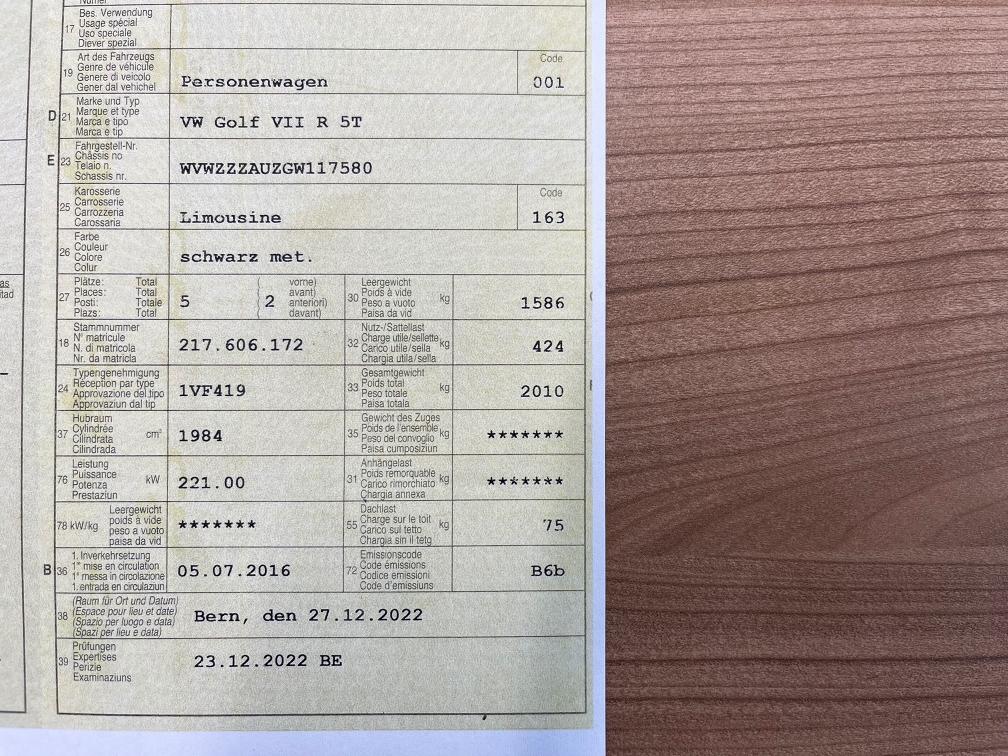 17
Bes. Verwendung
Usage spécial
Uso speciale
Diever spezial
19
Art des Fahrzeugs
Genre de véhicule
Genere di veicolo
Gener dal vehichel
Personenwagen
Code
001
D
21
Marke und Typ
Marque et type
Marca e tipo
Marca e tip
VW Golf VII R 5T
E
23
Fahrgestell-Nr.
Châssis no
Telaio n.
Schassis nr.
WVWZZZAUZGW117580
25
Karosserie
Carrosserie
Carrozzeria
Carossaria
Limousine
Code
163
26
Farbe
Couleur
Colore
Colur
schwarz met.
27
Plätze: Total
Places: Total
Posti: Totale
Plazs: Total
5
2
vorne)
avant)
anteriori)
davant)
30
Leergewicht
Poids à vide
Peso a vuoto
Paisa da vid
kg
1586
18
Stammnummer
N° matricule
N. di matricola
Nr. da matricla
217.606.172
32
Nutz-/Sattellast
Charge utile/sellette
Carico utile/sella
Chargia utila/sella
kg
424
24
Typengenehmigung
Réception par type
Approvazione del tipo
Approvaziun dal tip
1VF419
33
Gesamtgewicht
Poids total
Peso totale
Paisa totala
kg
2010
37
Hubraum
Cylindrée
Cilindrata
Cilindrada
cm³
1984
35
Gewicht des Zuges
Poids de l'ensemble
Peso del convoglio
Paisa cumposiziun
kg
*******
76
Leistung
Puissance
Potenza
Prestaziun
kW
221.00
31
Anhängelast
Poids remorquable
Carico rimorchiato
Chargia annexa
kg
*******
78 kW/kg
Leergewicht
poids à vide
peso a vuoto
paisa da vid
*******
55
Dachlast
Charge sur le toit
Carico sul tetto
Chargia sin il tetg
kg
75
B
36
1. Inverkehrsetzung
1re mise en circulation
1a messa in circolazione
1. entrada en circulaziun
05.07.2016
72
Emissionscode
Code émissions
Codice emissioni
Code d'emissiuns
B6b
38
(Raum für Ort und Datum)
(Espace pour lieu et date)
(Spazio per luogo e data)
(Spazi per lieu e data)
Bern, den 27.12.2022
39
Prüfungen
Expertises
Perizie
Examinaziuns
23.12.2022 BE